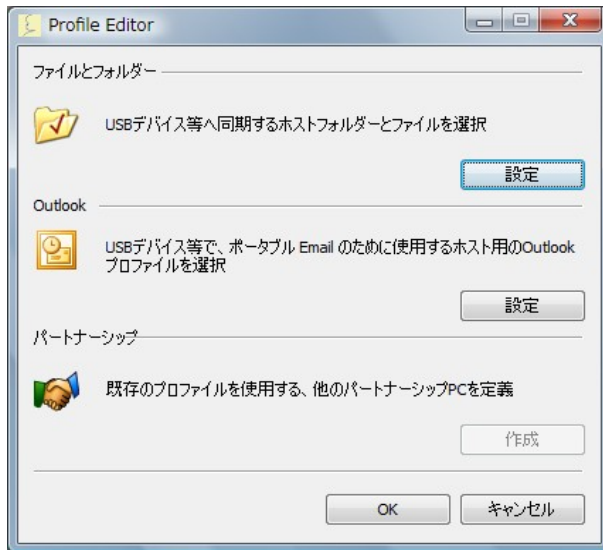 Profile Editor
ファイルとフォルダー
USBデバイス等へ同期するホストフォルダーとファイルを選択
設定
Outlook
USBデバイス等で、ポータブル Email のために使用するホスト用のOutlook
プロファイルを選択
設定
パートナーシップ
既存のプロファイルを使用する、他のパートナーシップPCを定義
作成
OK
キャンセル